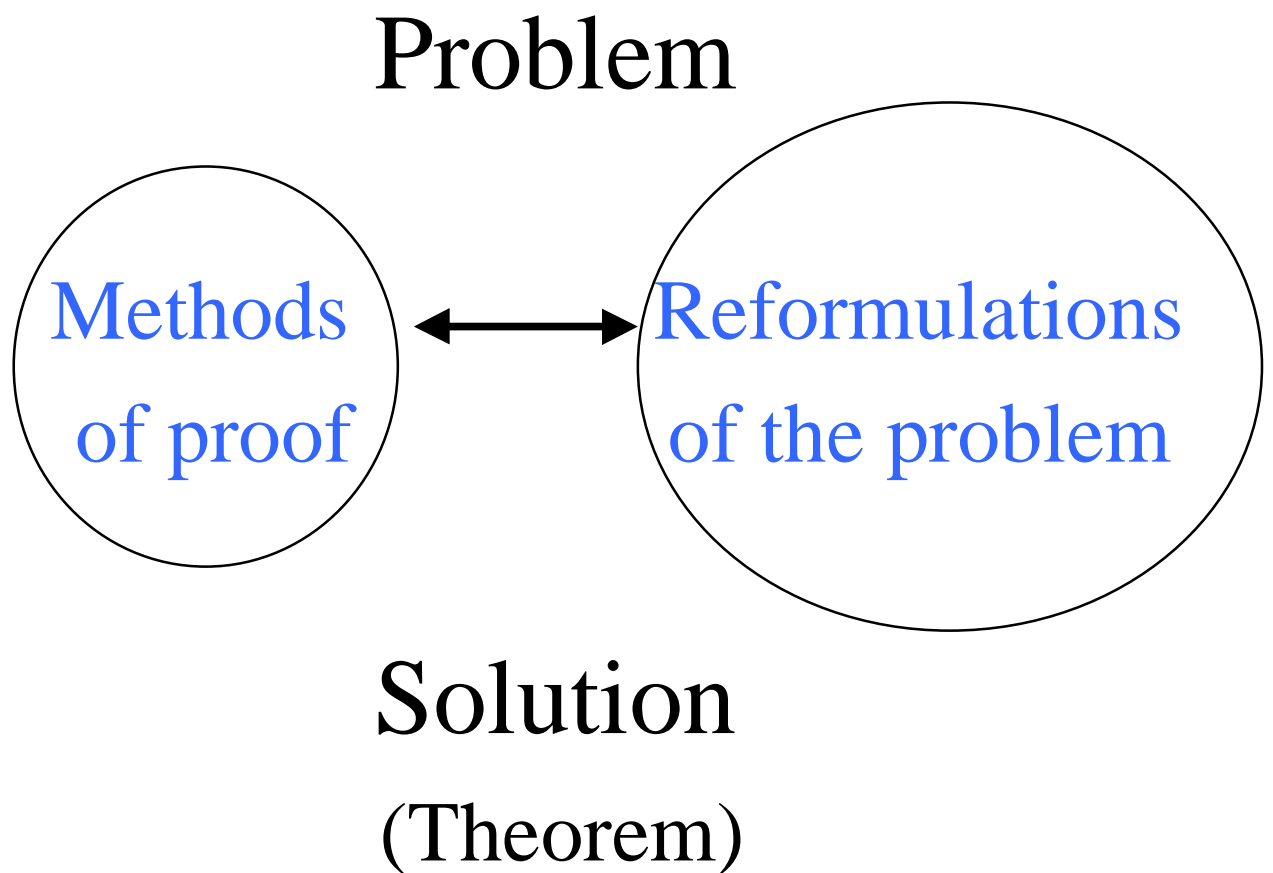 Problem
Methods
of proof
Reformulations
of the problem
Solution
(Theorem)